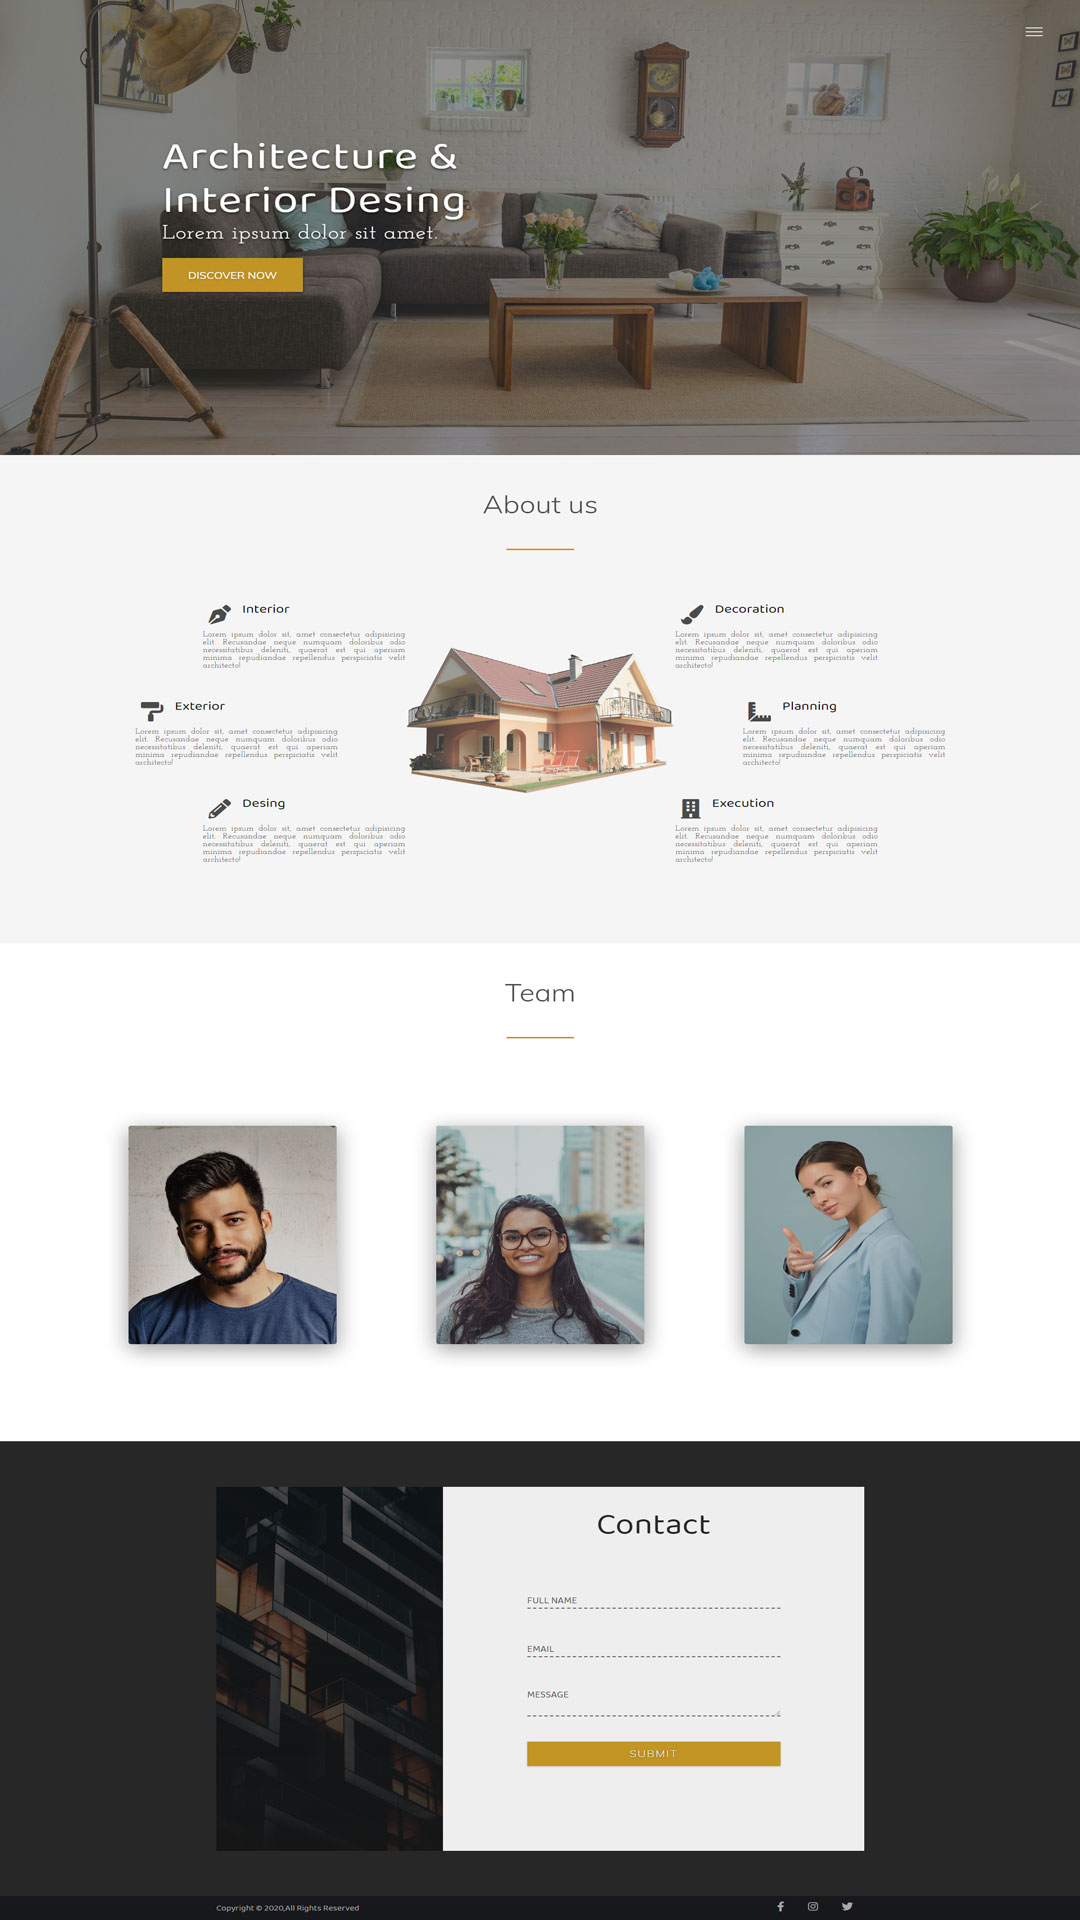 Architecture &
Interior Desing
Lorem ipsum dolor sit amet.
DISCOVER NOW
About us
Interior
Lorem ipsum dolor sit, amet consectetur adipisicing
elit. Recusandae neque numquam doloribus odio
necessitatibus deleniti, quaerat est qui aperiam
minima repudiandae repellendus perspiciatis velit
architecto!
Decoration
Lorem ipsum dolor sit, amet consectetur adipisicing
elit. Recusandae neque numquam doloribus odio
necessitatibus deleniti, quaerat est qui aperiam
minima repudiandae repellendus perspiciatis velit
architecto!
Exterior
Lorem ipsum dolor sit, amet consectetur adipisicing
elit. Recusandae neque numquam doloribus odio
necessitatibus deleniti, quaerat est qui aperiam
minima repudiandae repellendus perspiciatis velit
architecto!
Planning
Lorem ipsum dolor sit, amet consectetur adipisicing
elit. Recusandae neque numquam doloribus odio
necessitatibus deleniti, quaerat est qui aperiam
minima repudiandae repellendus perspiciatis velit
architecto!
Desing
Lorem ipsum dolor sit, amet consectetur adipisicing
elit. Recusandae neque numquam doloribus odio
necessitatibus deleniti, quaerat est qui aperiam
minima repudiandae repellendus perspiciatis velit
architecto!
Execution
Lorem ipsum dolor sit, amet consectetur adipisicing
elit. Recusandae neque numquam doloribus odio
necessitatibus deleniti, quaerat est qui aperiam
minima repudiandae repellendus perspiciatis velit
architecto!
Team
Contact
FULL NAME
EMAIL
MESSAGE
SUBMIT
Copyright © 2020,All Rights Reserved